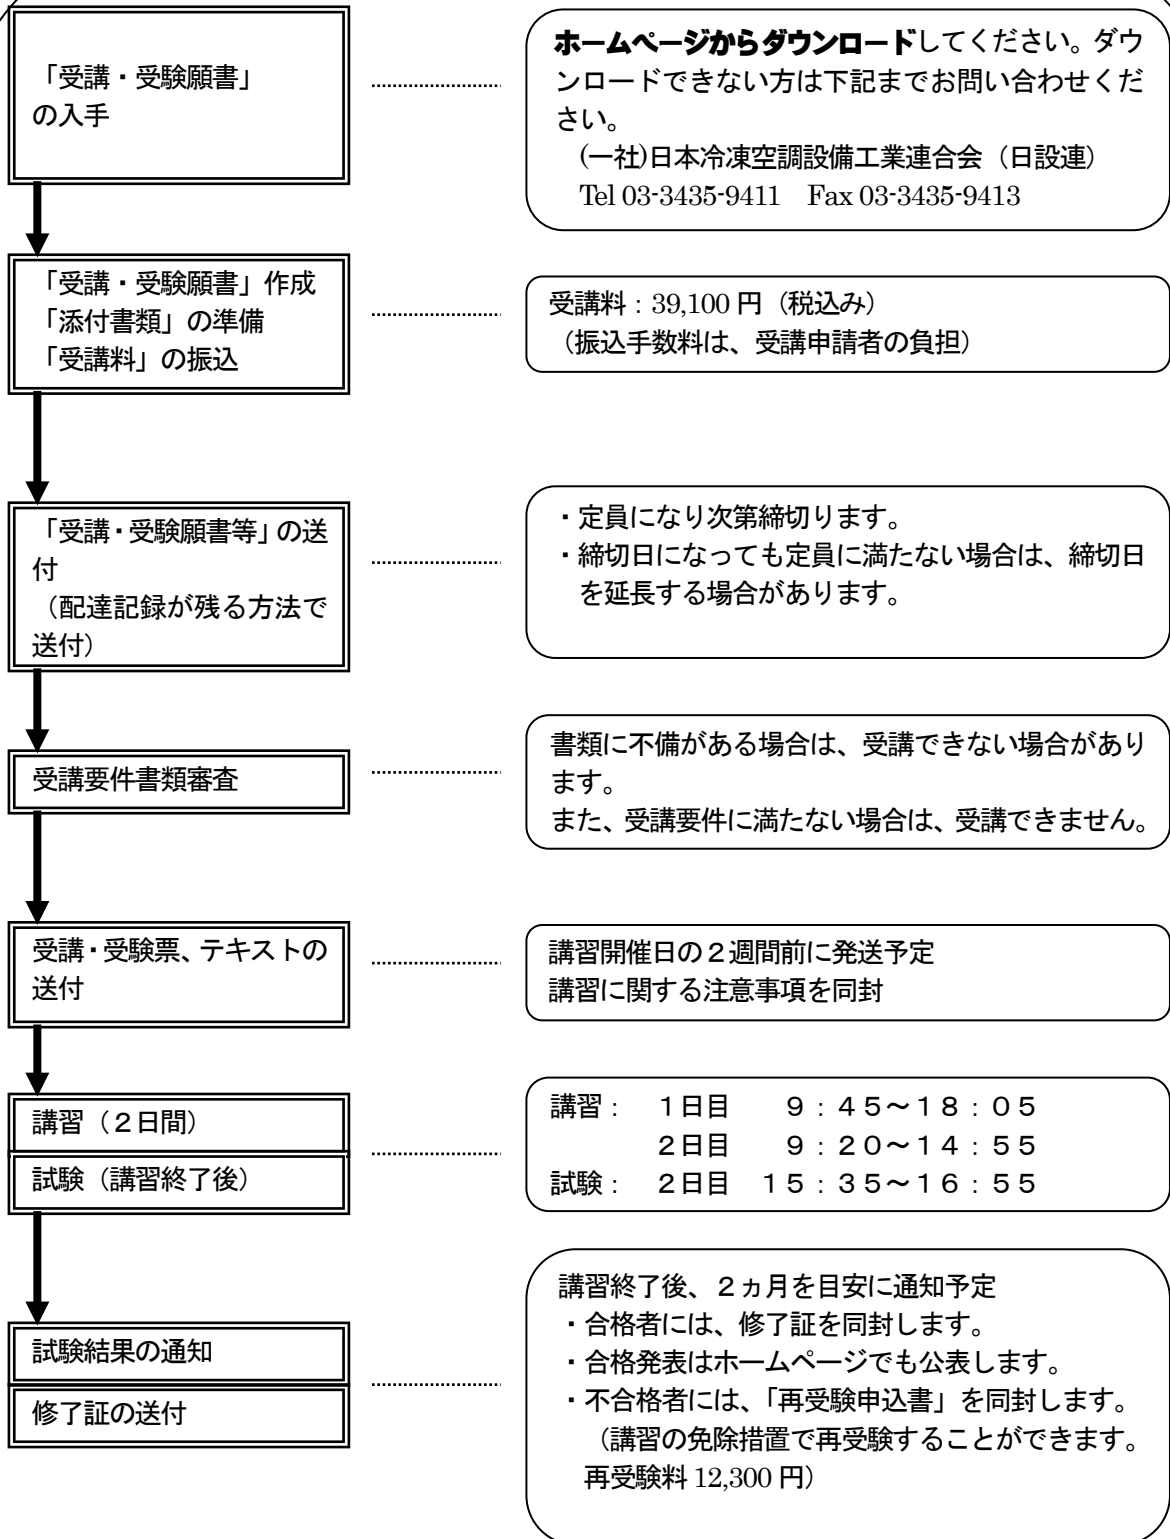 「受講・受験願書」
の入手
ホームページからダウンロードしてください。ダウ
ンロードできない方は下記までお問い合わせくだ
さい。
(一社)日本冷凍空調設備工業連合会（日設連）
Tel 03-3435-9411　Fax 03-3435-9413
「受講・受験願書」作成
「添付書類」の準備
「受講料」の振込
受講料：39,100 円（税込み）
（振込手数料は、受講申請者の負担）
「受講・受験願書等」の送
付
（配達記録が残る方法で
送付）
・定員になり次第締切ります。
・締切日になっても定員に満たない場合は、締切日
を延長する場合があります。
受講要件書類審査
書類に不備がある場合は、受講できない場合があり
ます。
また、受講要件に満たない場合は、受講できません。
受講・受験票、テキストの
送付
講習開催日の２週間前に発送予定
講習に関する注意事項を同封
講習（２日間）
試験（講習終了後）
講習：　１日目　　９：４５～１８：０５
２日目　　９：２０～１４：５５
試験：　２日目　１５：３５～１６：５５
試験結果の通知
修了証の送付
講習終了後、２ヵ月を目安に通知予定
・合格者には、修了証を同封します。
・合格発表はホームページでも公表します。
・不合格者には、「再受験申込書」を同封します。
（講習の免除措置で再受験することができます。
再受験料 12,300 円）